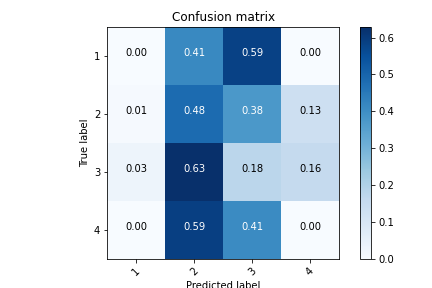 Confusion matrix
True label
1 0.00 0.41 0.59 0.00
2 0.01 0.48 0.38 0.13
3 0.03 0.63 0.18 0.16
4 0.00 0.59 0.41 0.00
1 2 3 4
Predicted label
0.6
0.5
0.4
0.3
0.2
0.1
0.0